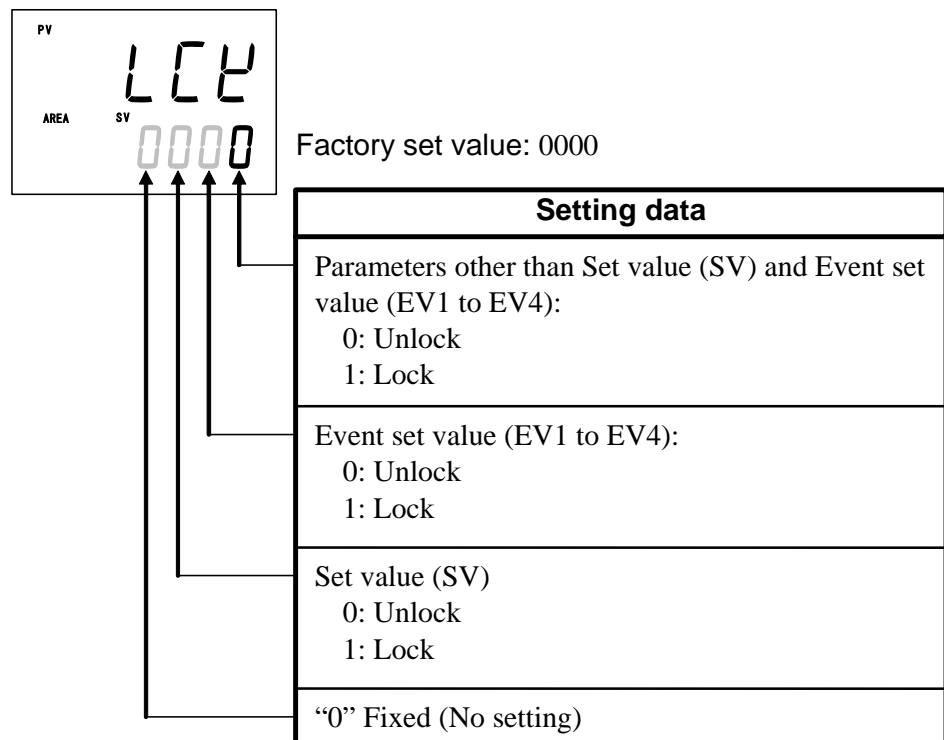 PV
LCK
AREA SV
0000
Factory set value: 0000
Setting data
Parameters other than Set value (SV) and Event set
value (EV1 to EV4):
0: Unlock
1: Lock
Event set value (EV1 to EV4):
0: Unlock
1: Lock
Set value (SV)
0: Unlock
1: Lock
“0” Fixed (No setting)